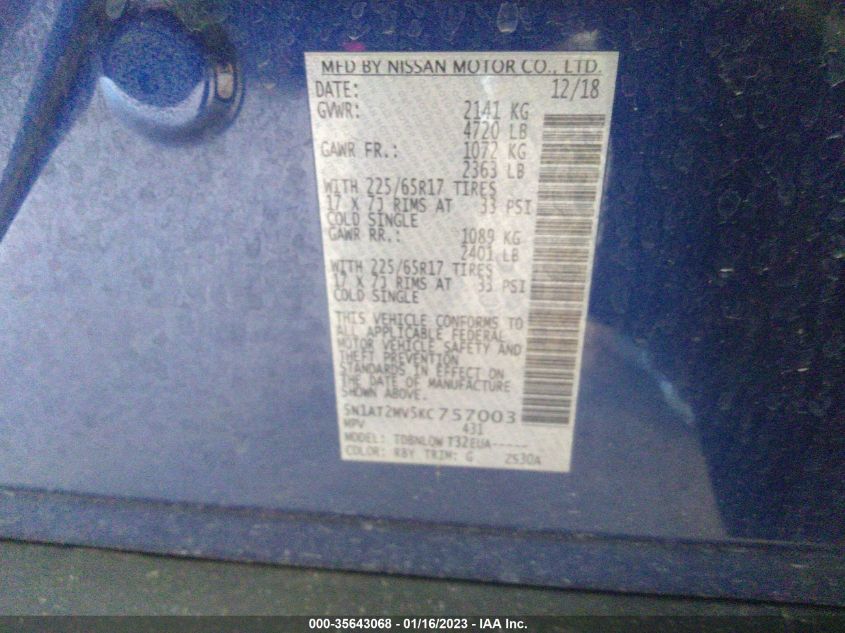 MFD BY NISSAN MOTOR CO., LTD.
DATE: 12/18
GVWR: 2141 KG
4720 LB
GAWR FR.: 1072 KG
2363 LB
WITH 225/65R17 TIRES
17 X 7J RIMS AT 33 PSI
COLD SINGLE
GAWR RR.: 1089 KG
2401 LB
WITH 225/65R17 TIRES
17 X 7J RIMS AT 33 PSI
COLD SINGLE
THIS VEHICLE CONFORMS TO
ALL APPLICABLE FEDERAL
MOTOR VEHICLE SAFETY AND
THEFT PREVENTION
STANDARDS IN EFFECT ON
THE DATE OF MANUFACTURE
SHOWN ABOVE.
5N1AT2MV5KC757003
MPV 431
MODEL: TDBNLQW T32EUA-----
COLOR: RBY TRIM: G 2S30A
000-35643068 - 01/16/2023 - IAA Inc.